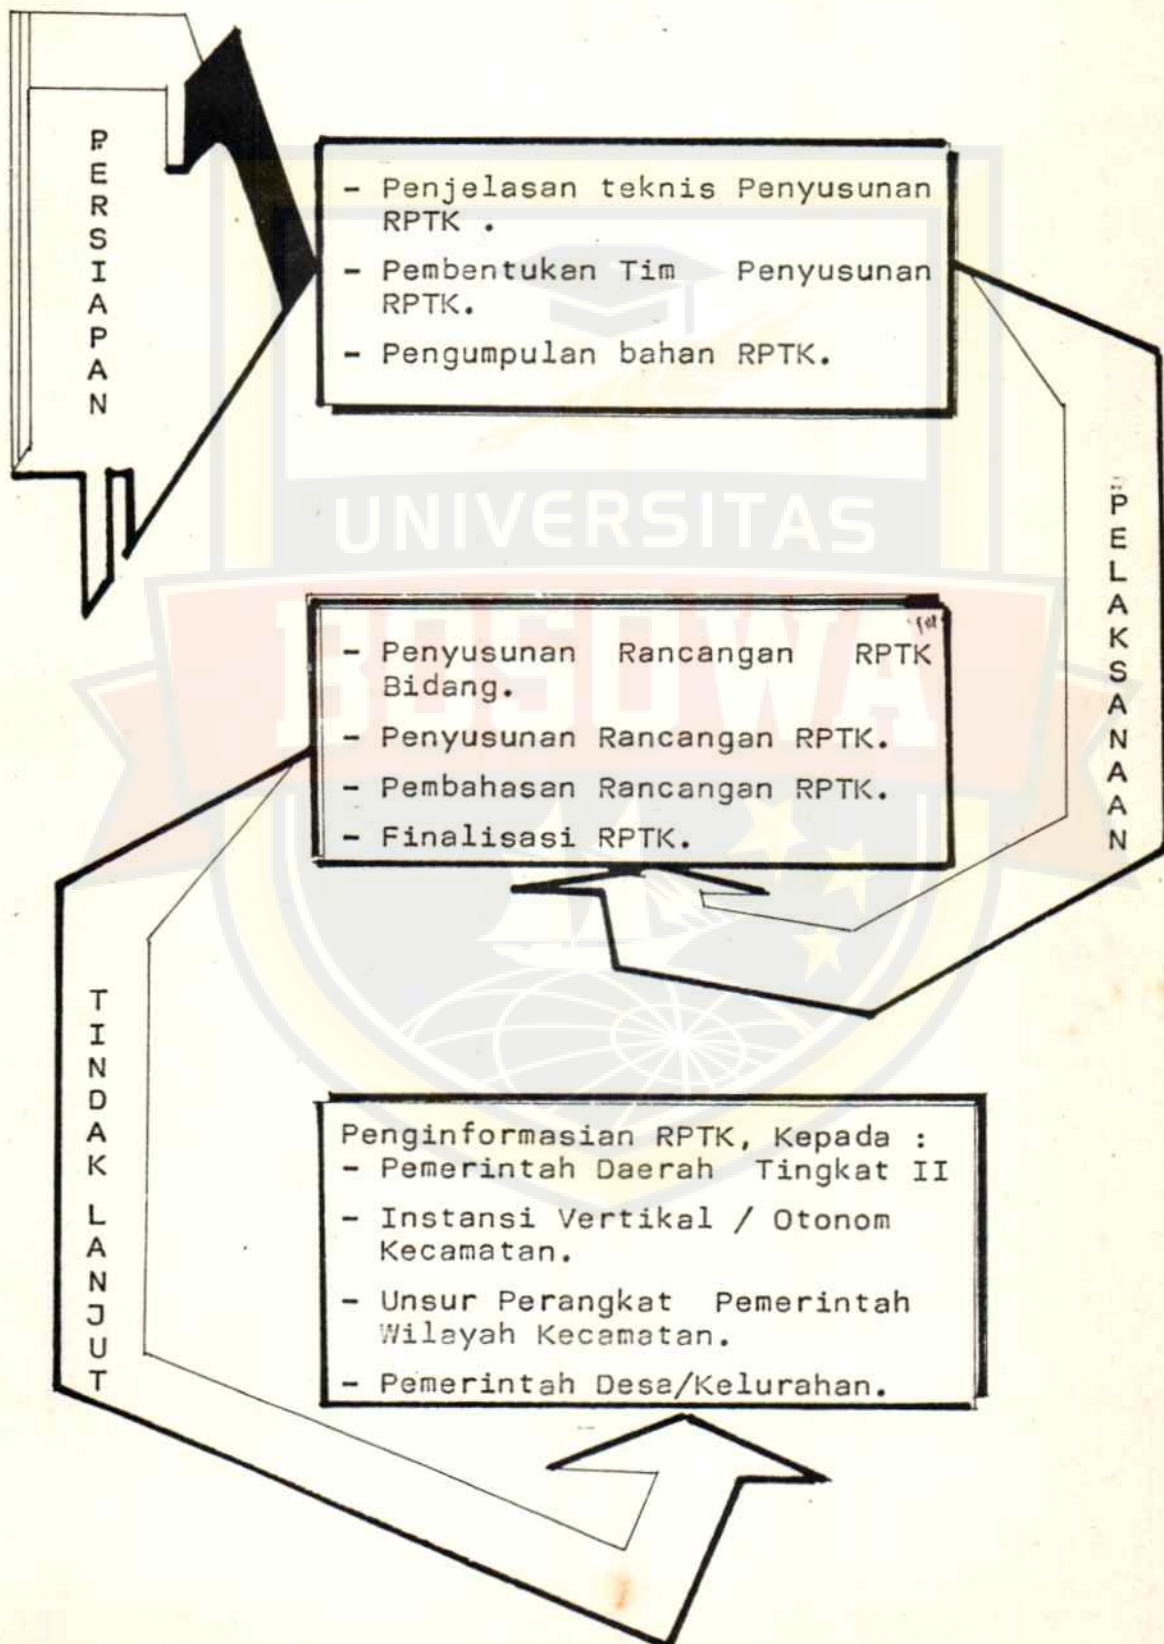 PERSIAPAN
- Penjelasan teknis Penyusunan
RPTK .
- Pembentukan Tim Penyusunan
RPTK.
- Pengumpulan bahan RPTK.
PELAKSANAAN
UNIVERSITAS
BOSOWA
- Penyusunan Rancangan RPTK
Bidang.
- Penyusunan Rancangan RPTK.
- Pembahasan Rancangan RPTK.
- Finalisasi RPTK.
TINDAK LANJUT
Penginformasian RPTK, Kepada :
- Pemerintah Daerah Tingkat II
- Instansi Vertikal / Otonom
Kecamatan.
- Unsur Perangkat Pemerintah
Wilayah Kecamatan.
- Pemerintah Desa/Kelurahan.